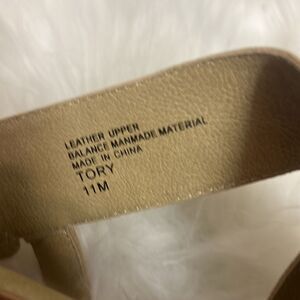 LEATHER UPPER
BALANCE MANMADE MATERIAL
MADE IN CHINA
TORY
11M